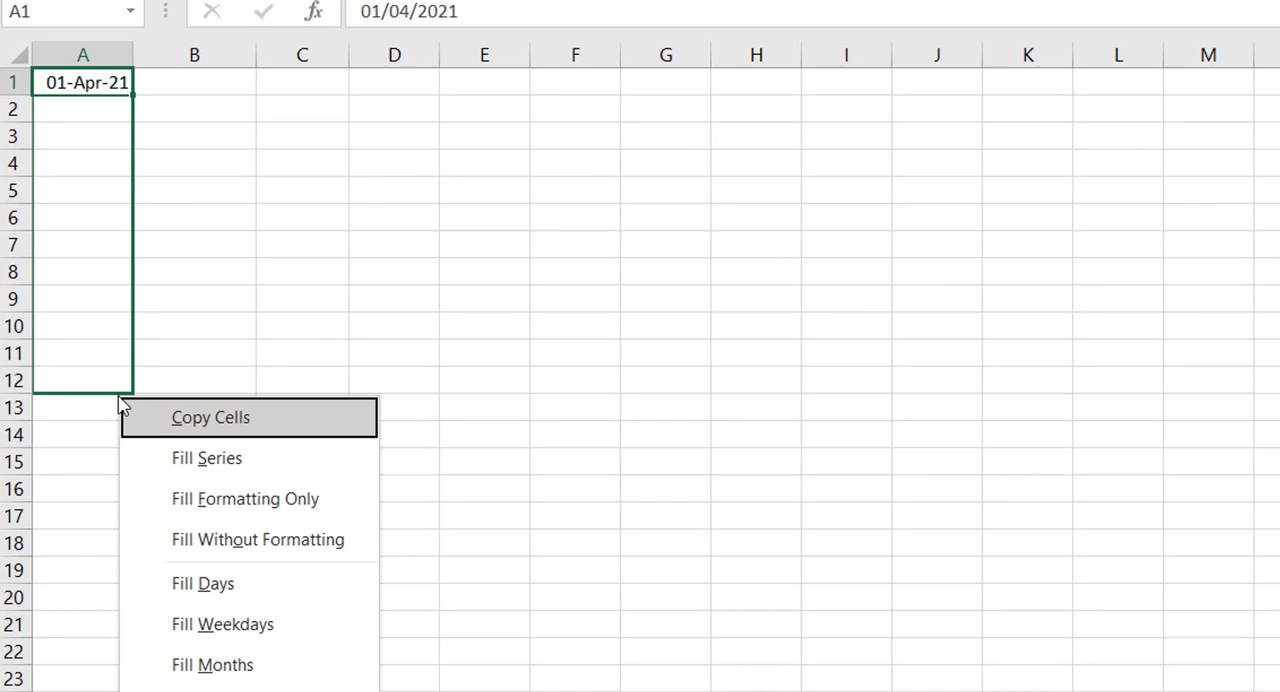 A1 fx 01/04/2021
A B C D E F G H I J K L M
1 01-Apr-21
2
3
4
5
6
7
8
9
10
11
12
13
14
15
16
17
18
19
20
21
22
23
Copy Cells
Fill Series
Fill Formatting Only
Fill Without Formatting
Fill Days
Fill Weekdays
Fill Months